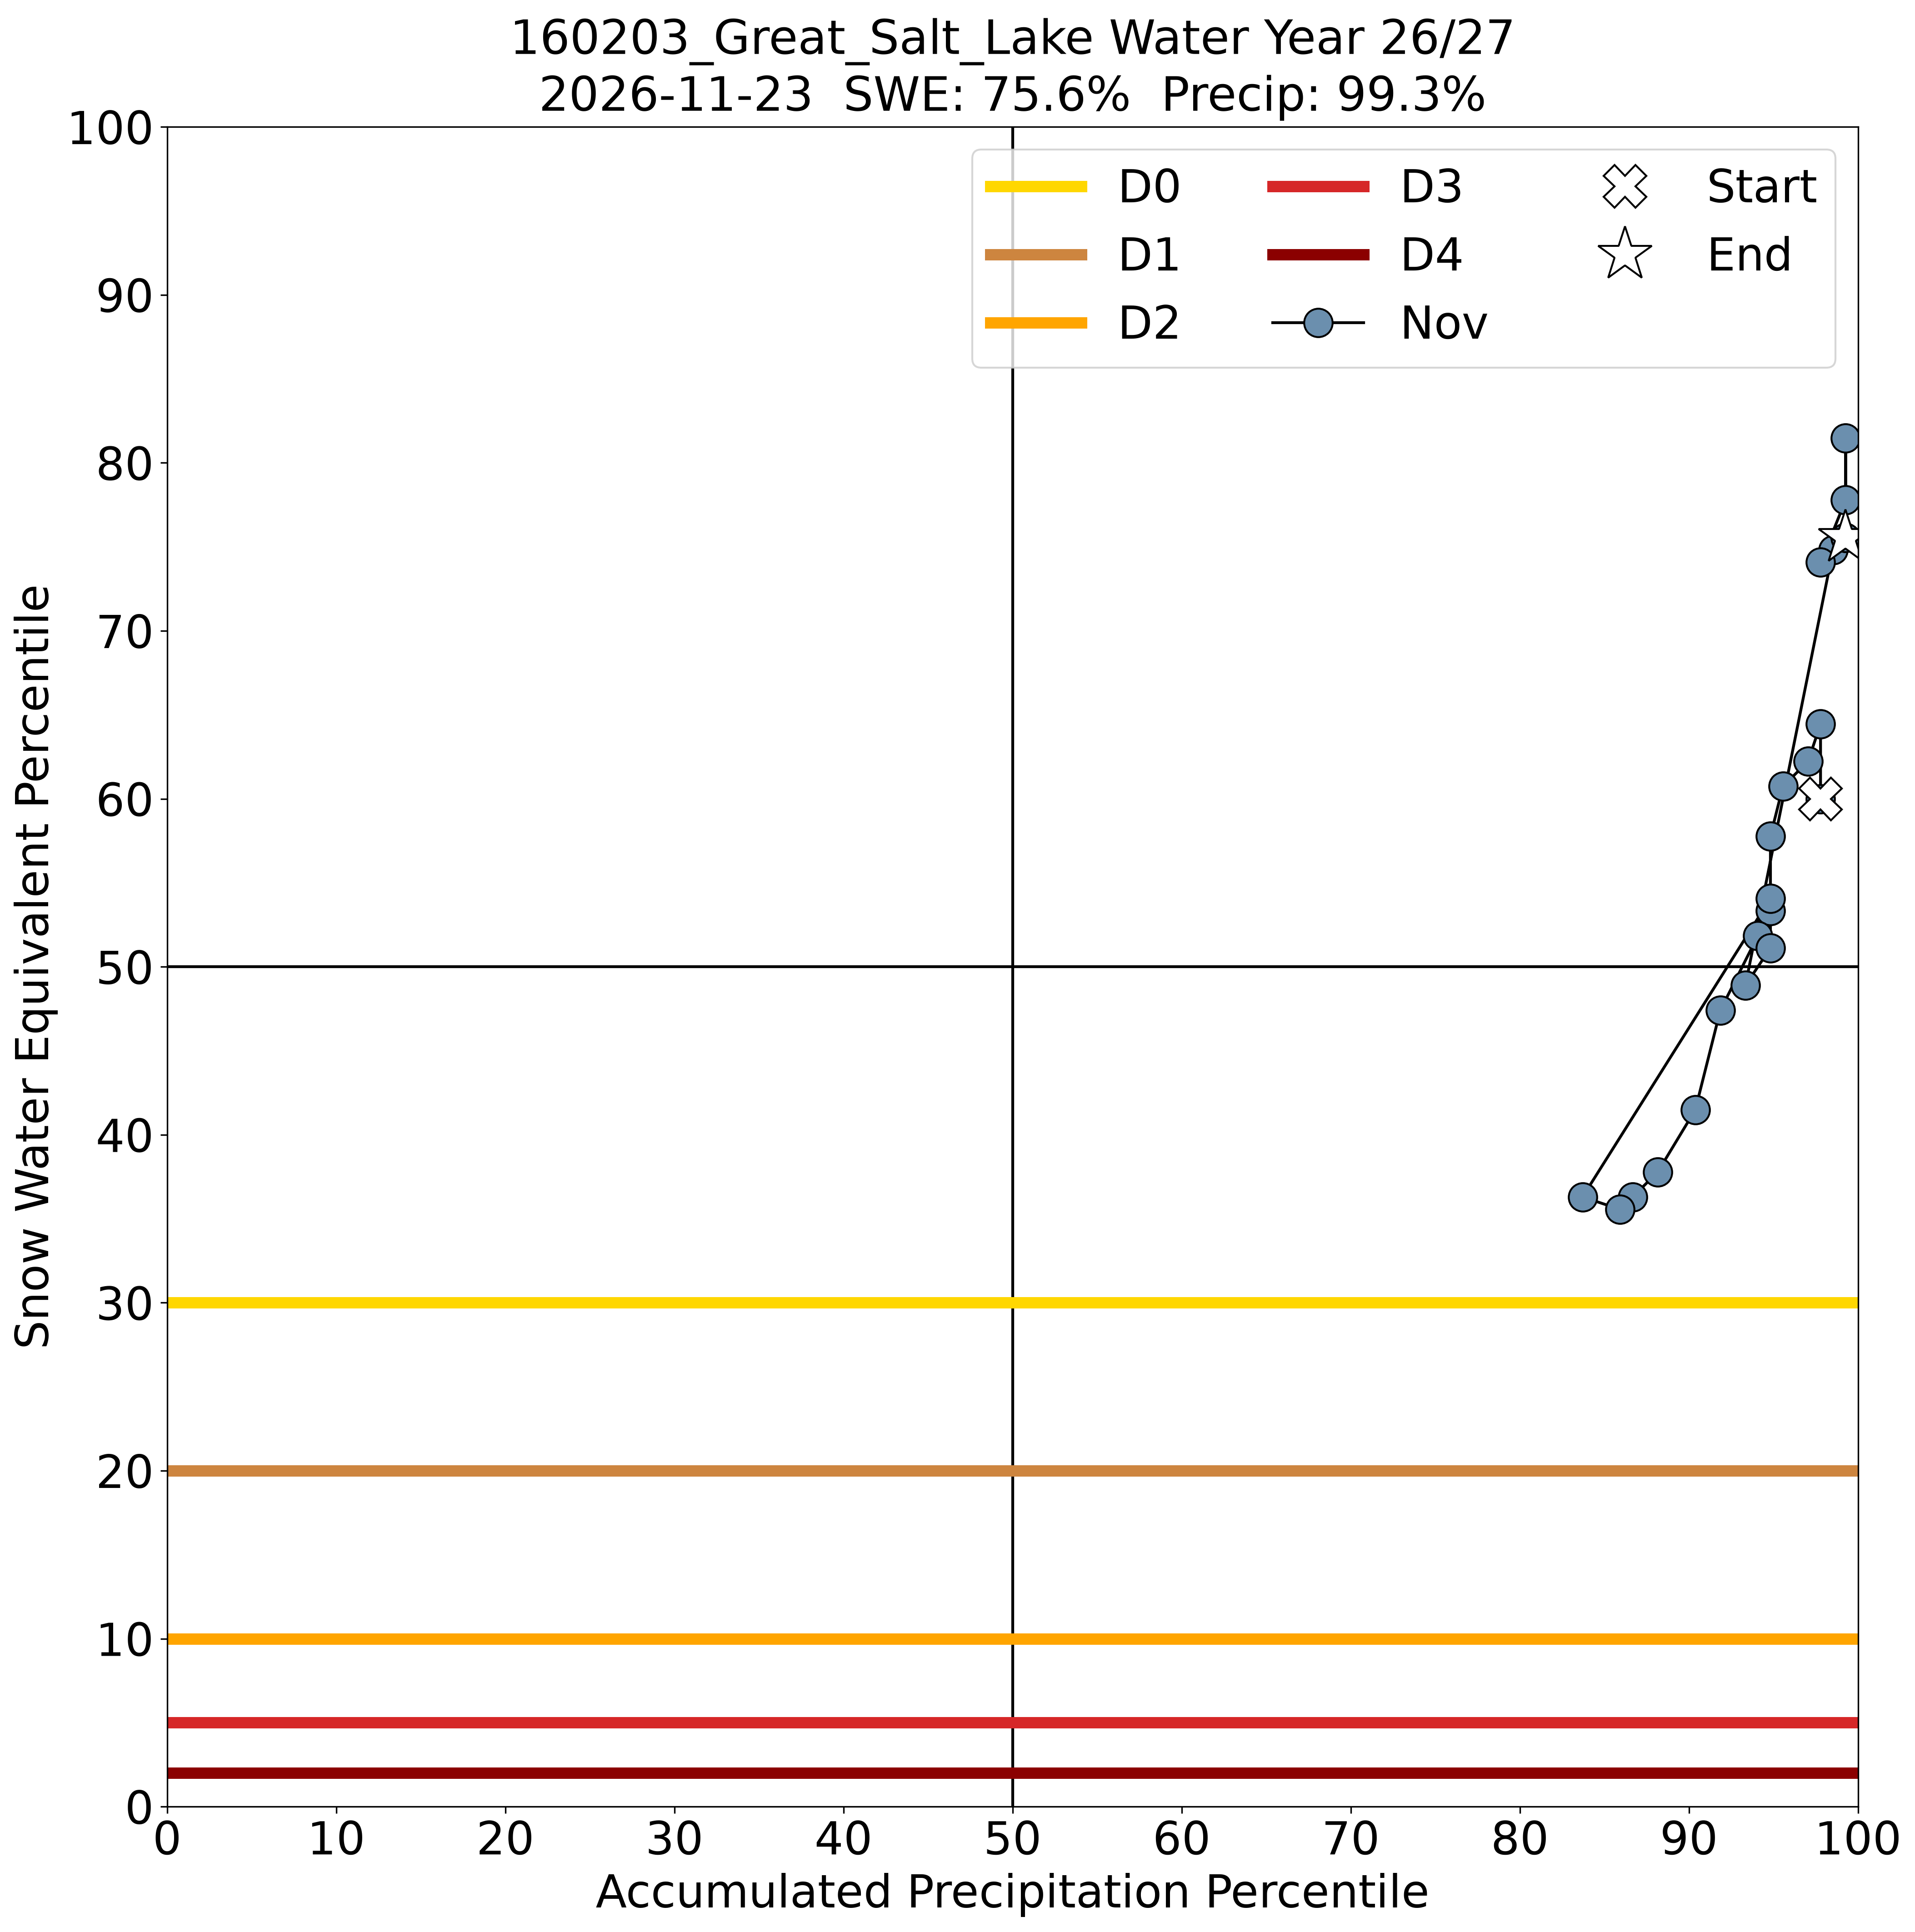 160203_Great_Salt_Lake Water Year 26/27
2026-11-23  SWE: 75.6%  Precip: 99.3%
100
90
80
70
60
50
40
30
20
10
0
Snow Water Equivalent Percentile
D0
D1
D2
D3
D4
Nov
Start
End
0 10 20 30 40 50 60 70 80 90 100
Accumulated Precipitation Percentile